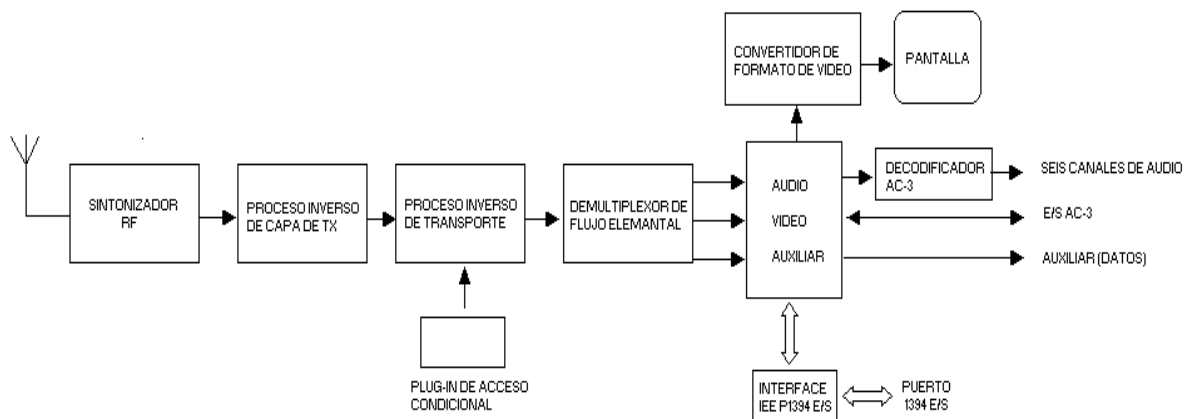 CONVERTIDOR DE
FORMATO DE VIDEO
PANTALLA
SINTONIZADOR
RF
PROCESO INVERSO
DE CAPA DE TX
PROCESO INVERSO
DE TRANSPORTE
DEMULTIPLEXOR DE
FLUJO ELEMANTAL
AUDIO
VIDEO
AUXILIAR
DECODIFICADOR
AC-3
SEIS CANALES DE AUDIO
E/S AC-3
AUXILIAR (DATOS)
PLUG-IN DE ACCESO
CONDICIONAL
INTERFACE
IEE P1394 E/S
PUERTO
1394 E/S